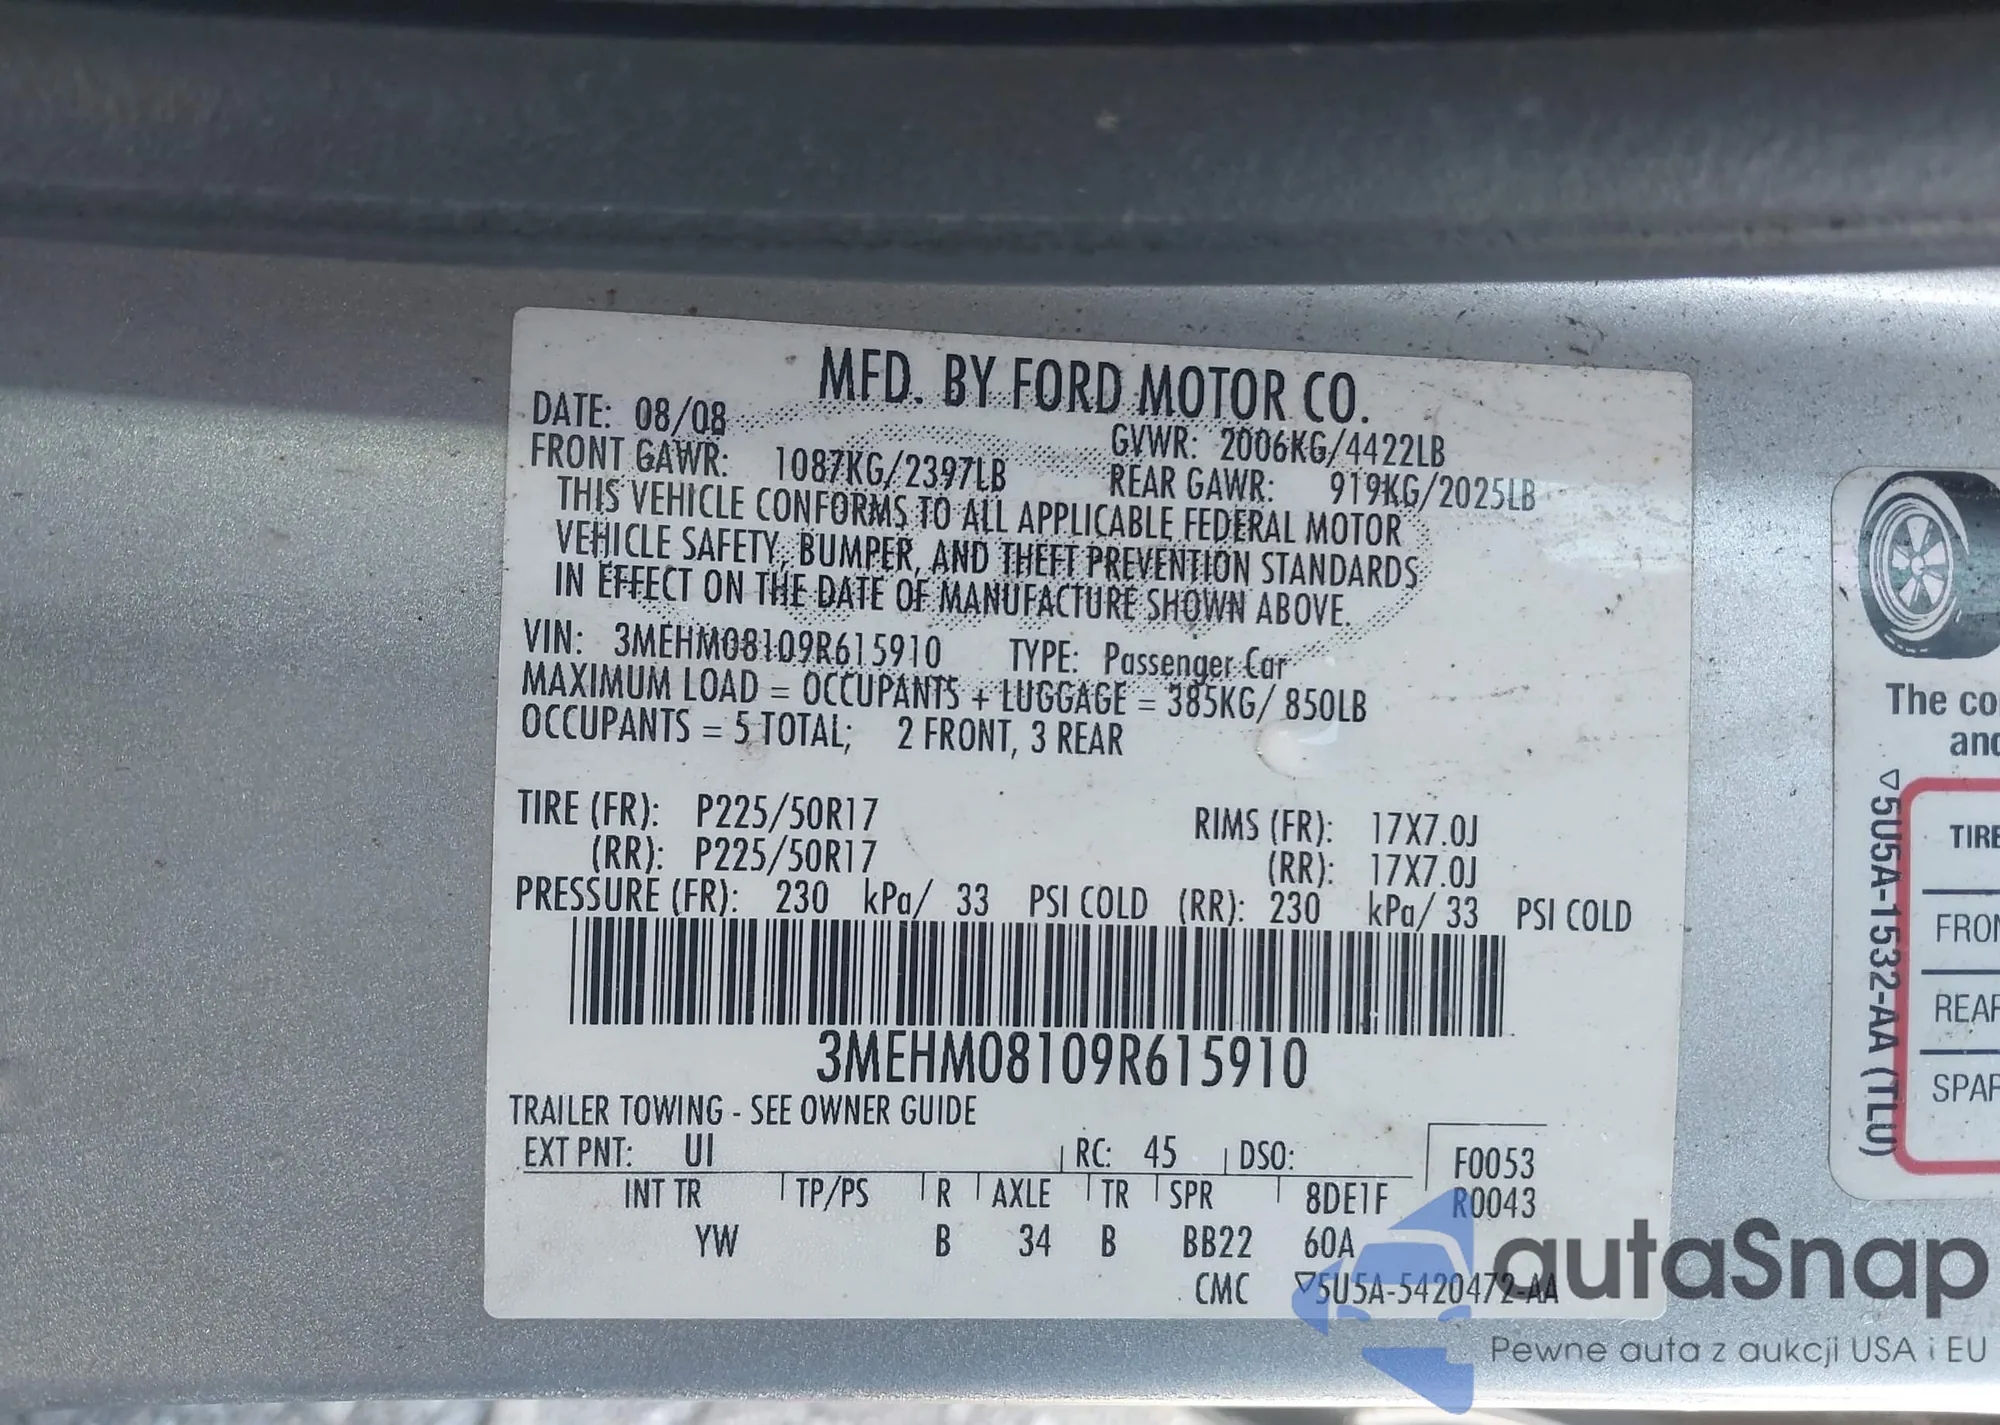 MFD. BY FORD MOTOR CO.
DATE: 08/08
GVWR: 2006KG/4422LB
FRONT GAWR: 1087KG/2397LB
REAR GAWR: 919KG/2025LB
THIS VEHICLE CONFORMS TO ALL APPLICABLE FEDERAL MOTOR
VEHICLE SAFETY, BUMPER, AND THEFT PREVENTION STANDARDS
IN EFFECT ON THE DATE OF MANUFACTURE SHOWN ABOVE.
VIN: 3MEHM08109R615910 TYPE: Passenger Car
MAXIMUM LOAD = OCCUPANTS + LUGGAGE = 385KG/ 850LB
OCCUPANTS = 5 TOTAL; 2 FRONT, 3 REAR
TIRE (FR): P225/50R17 RIMS (FR): 17X7.0J
(RR): P225/50R17 (RR): 17X7.0J
PRESSURE (FR): 230 kPa/ 33 PSI COLD (RR): 230 kPa/ 33 PSI COLD
3MEHM08109R615910
TRAILER TOWING - SEE OWNER GUIDE
EXT PNT: UI RC: 45 DSO: F0053
INT TR TP/PS R AXLE TR SPR 8DE1F R0043
YW B 34 B BB22 60A
CMC ▽5U5A-5420472-AA
The co
and
▽5U5A-1532-AA (TLU)
TIRE
FRON
REAR
SPAR
autaSnap
Pewne auta z aukcji USA i EU